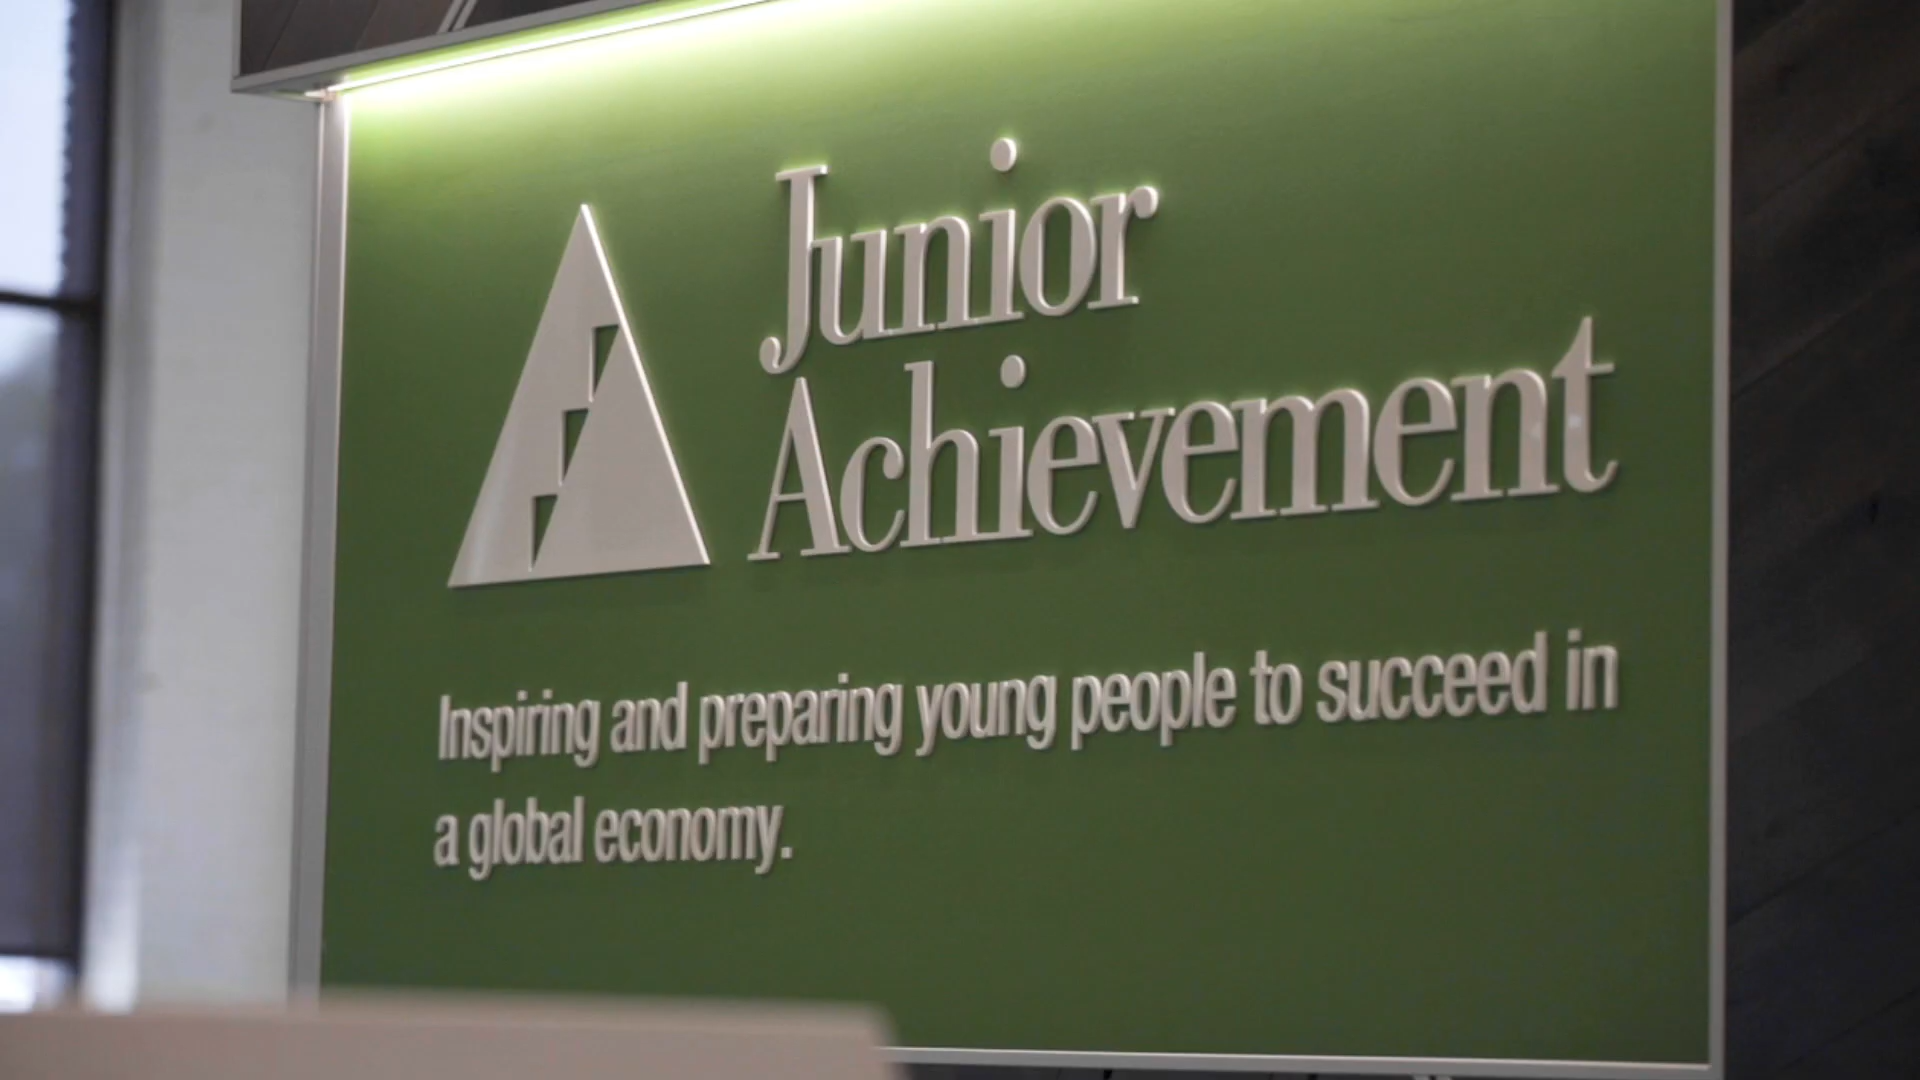 Junior
Achievement
Inspiring and preparing young people to succeed in
a global economy.